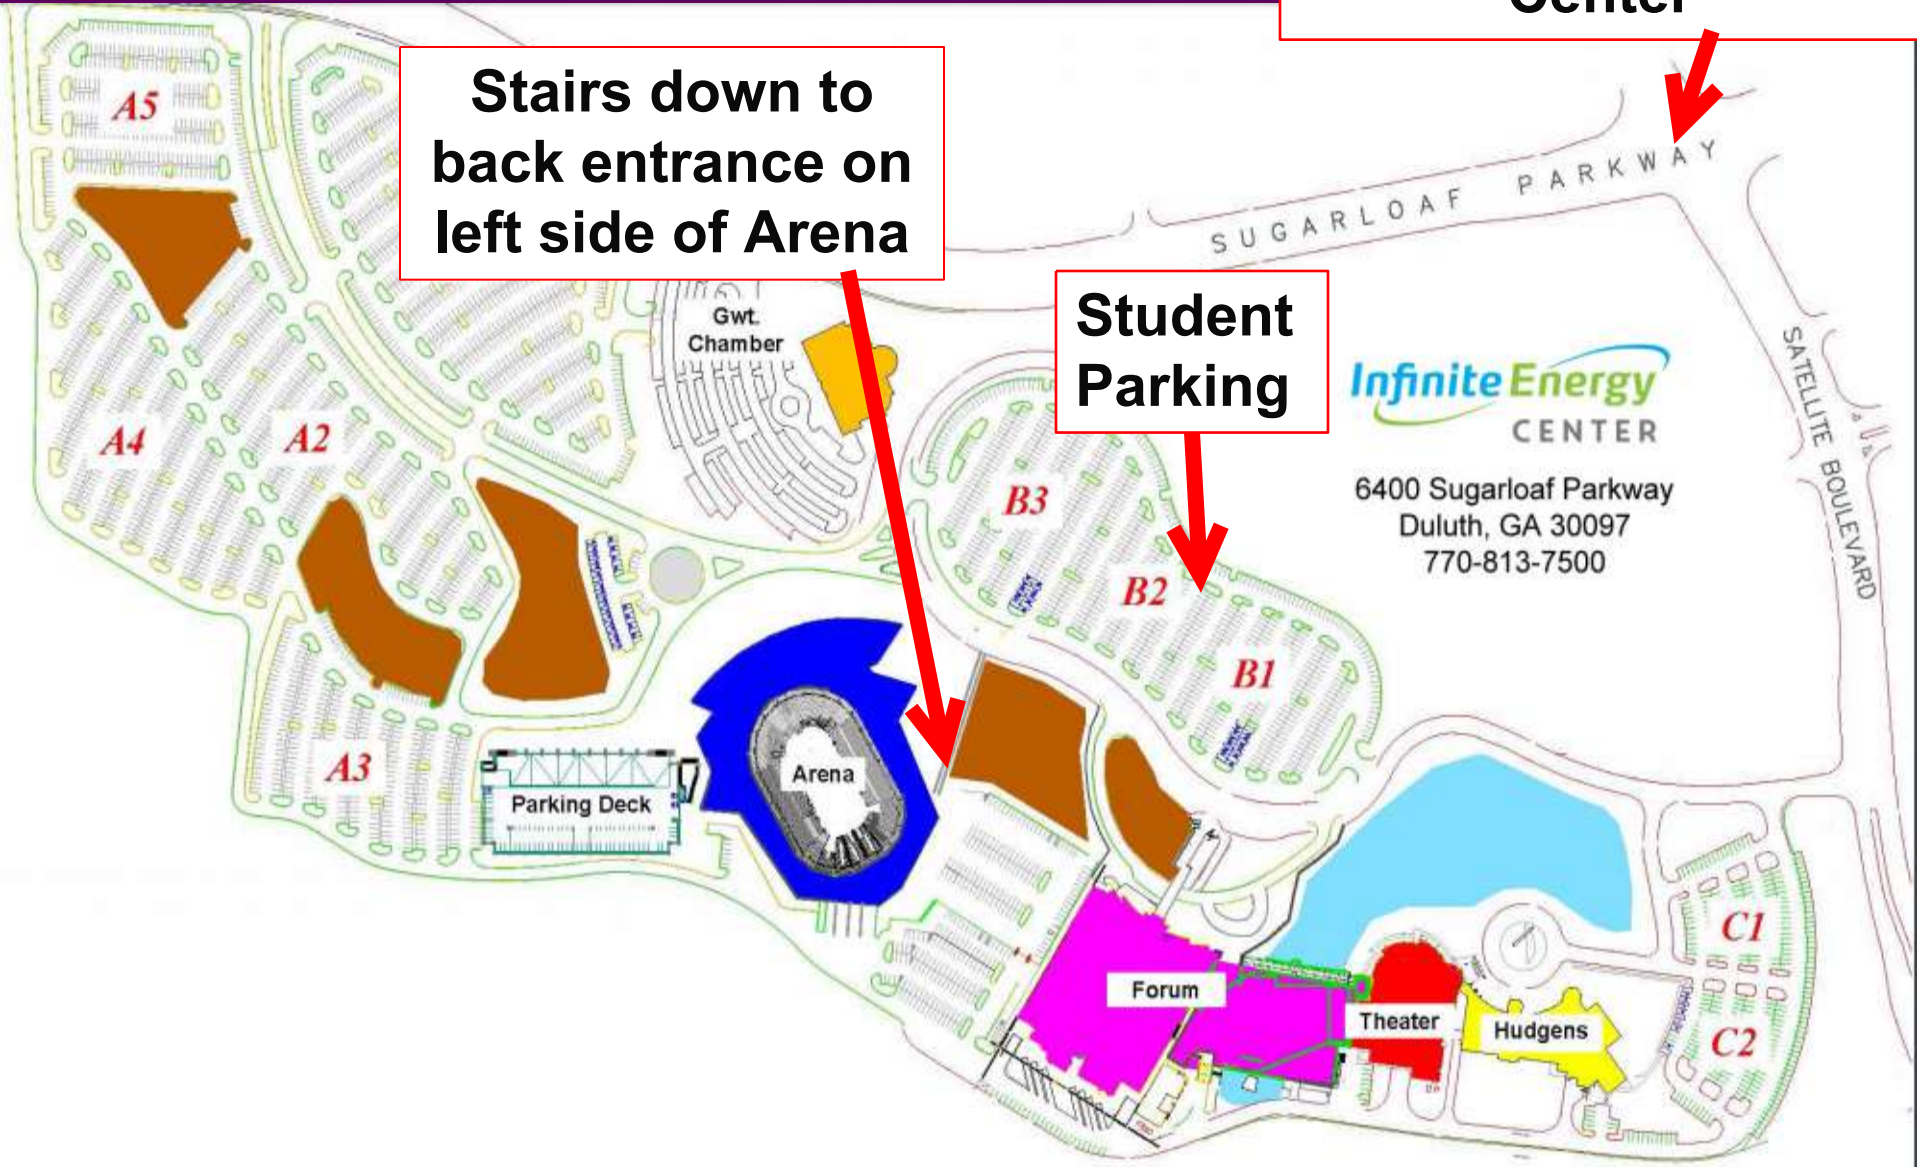 Center
Stairs down to
back entrance on
left side of Arena
A5
SUGARLOAF PARKWAY
Student
Parking
Gwt.
Chamber
Infinite Energy
CENTER
SATELLITE BOULEVARD
6400 Sugarloaf Parkway
Duluth, GA 30097
770-813-7500
A4
A2
B3
B2
B1
A3
Parking Deck
Arena
C1
Forum
Theater
Hudgens
C2